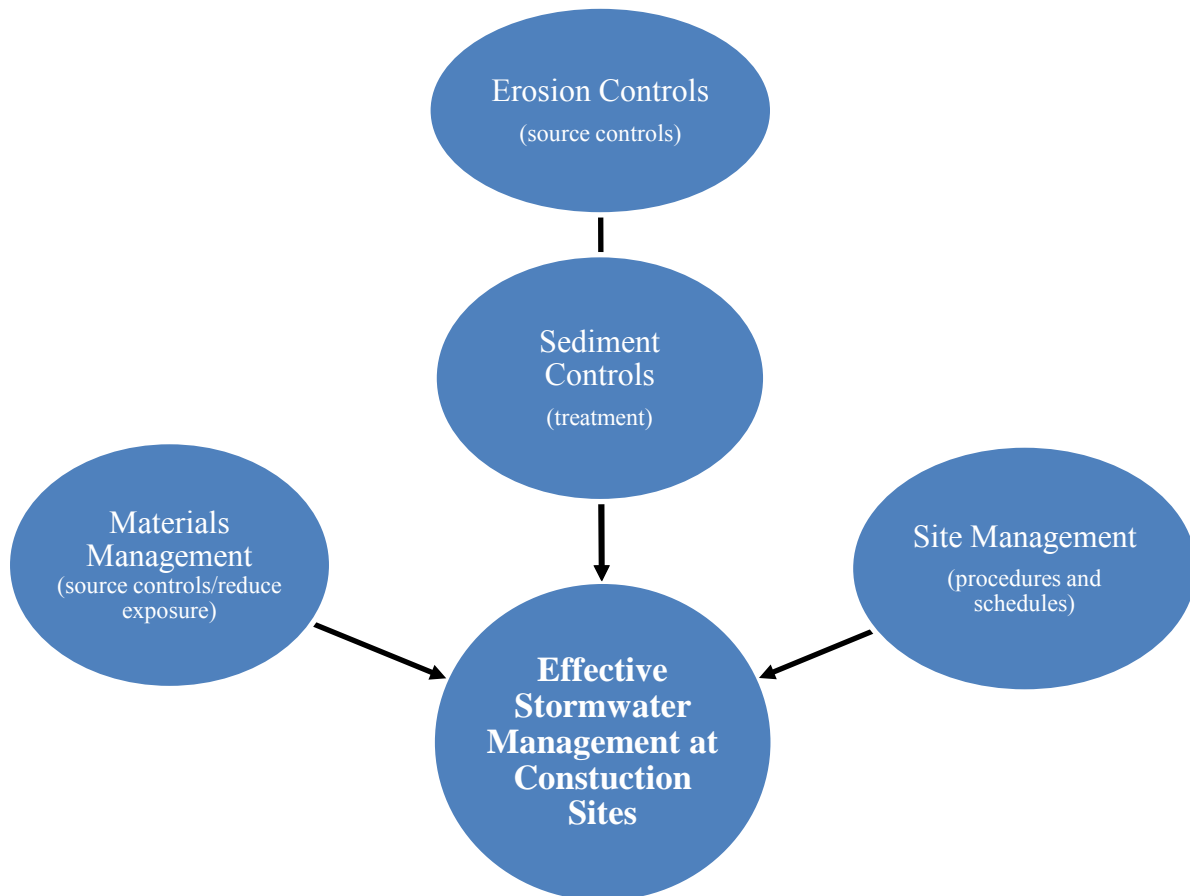 Erosion Controls
(source controls)
Sediment
Controls
(treatment)
Materials
Management
(source controls/reduce
exposure)
Site Management
(procedures and
schedules)
Effective
Stormwater
Management at
Constuction
Sites